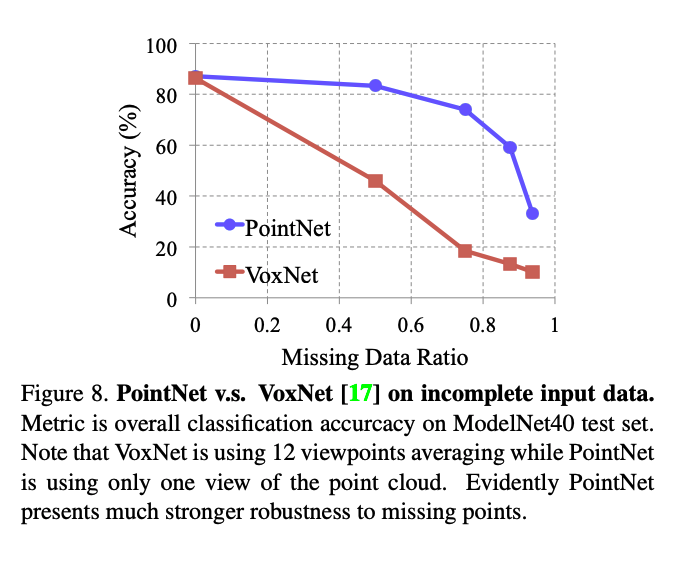 100
80
60
40
20
0
Accuracy (%)
PointNet
VoxNet
0 0.2 0.4 0.6 0.8 1
Missing Data Ratio
Figure 8. PointNet v.s. VoxNet [17] on incomplete input data.
Metric is overall classification accurcacy on ModelNet40 test set.
Note that VoxNet is using 12 viewpoints averaging while PointNet
is using only one view of the point cloud. Evidently PointNet
presents much stronger robustness to missing points.